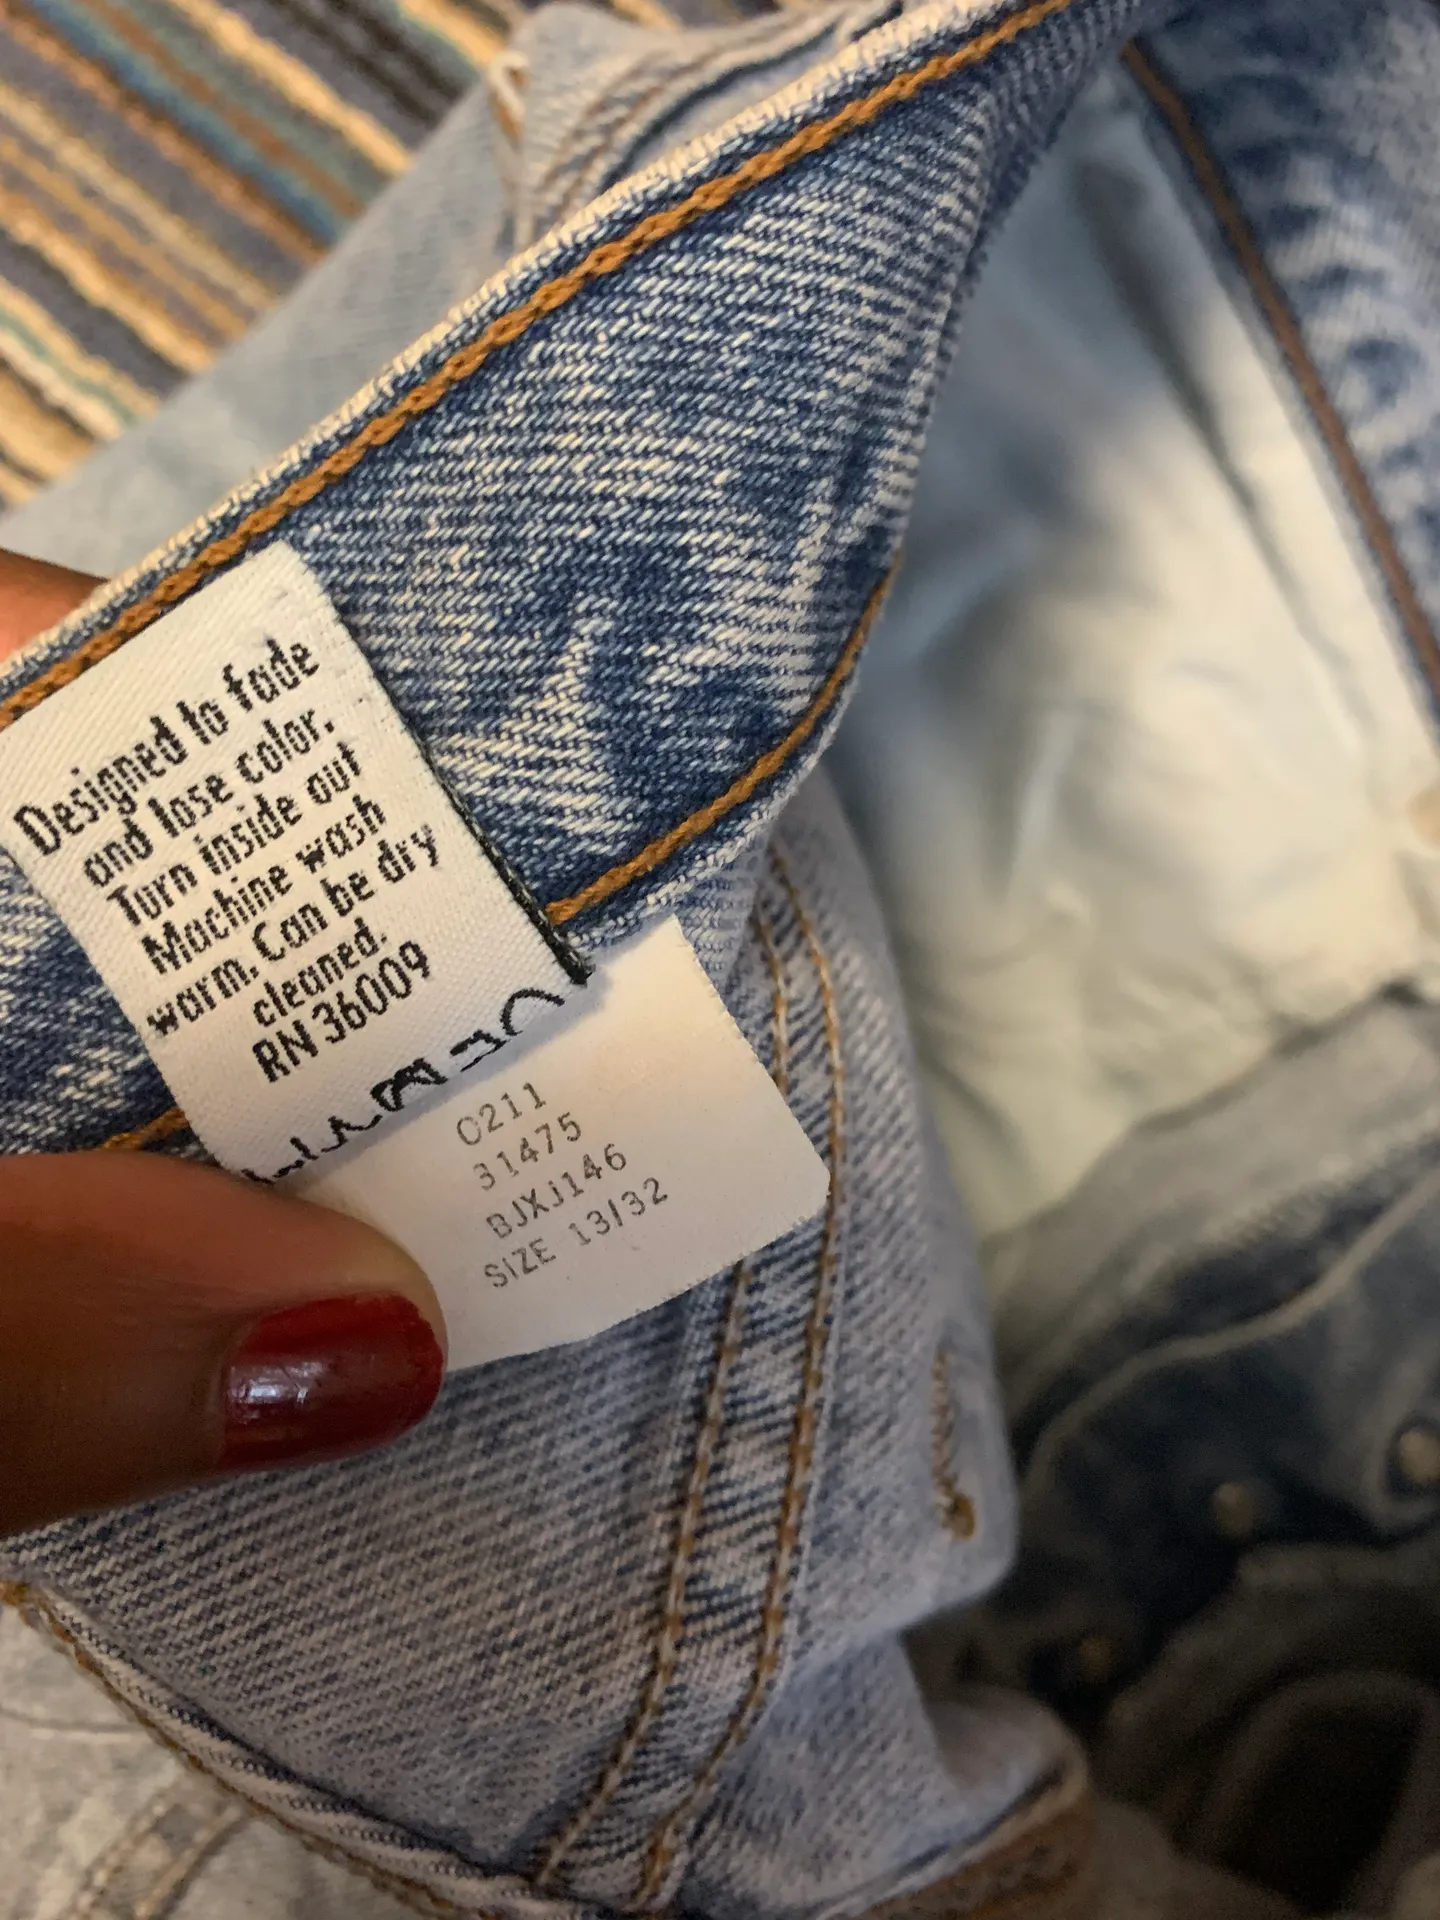 Designed to fade
and lose color.
Turn inside out
Machine wash
warm. Can be dry
cleaned.
RN 36009
0211
31475
BJXJ146
SIZE 13/32